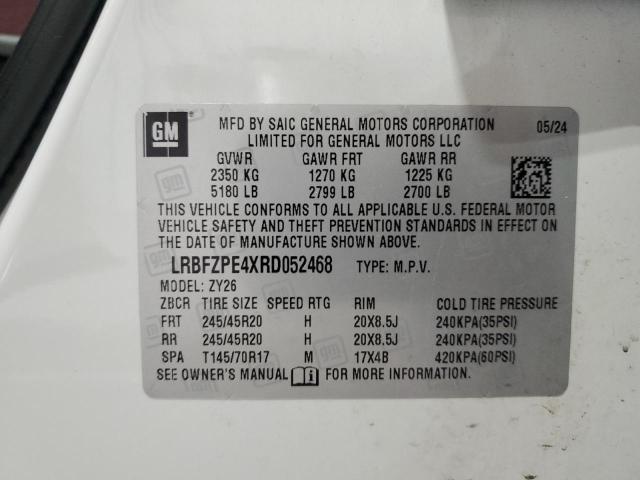 GM
MFD BY SAIC GENERAL MOTORS CORPORATION 05/24
LIMITED FOR GENERAL MOTORS LLC
GVWR GAWR FRT GAWR RR
2350 KG 1270 KG 1225 KG
5180 LB 2799 LB 2700 LB
THIS VEHICLE CONFORMS TO ALL APPLICABLE U.S. FEDERAL MOTOR
VEHICLE SAFETY AND THEFT PREVENTION STANDARDS IN EFFECT ON
THE DATE OF MANUFACTURE SHOWN ABOVE.
LRBFZPE4XRD052468 TYPE: M.P.V.
MODEL: ZY26
ZBCR TIRE SIZE SPEED RTG RIM COLD TIRE PRESSURE
FRT 245/45R20 H 20X8.5J 240KPA(35PSI)
RR 245/45R20 H 20X8.5J 240KPA(35PSI)
SPA T145/70R17 M 17X4B 420KPA(60PSI)
SEE OWNER'S MANUAL i FOR MORE INFORMATION.